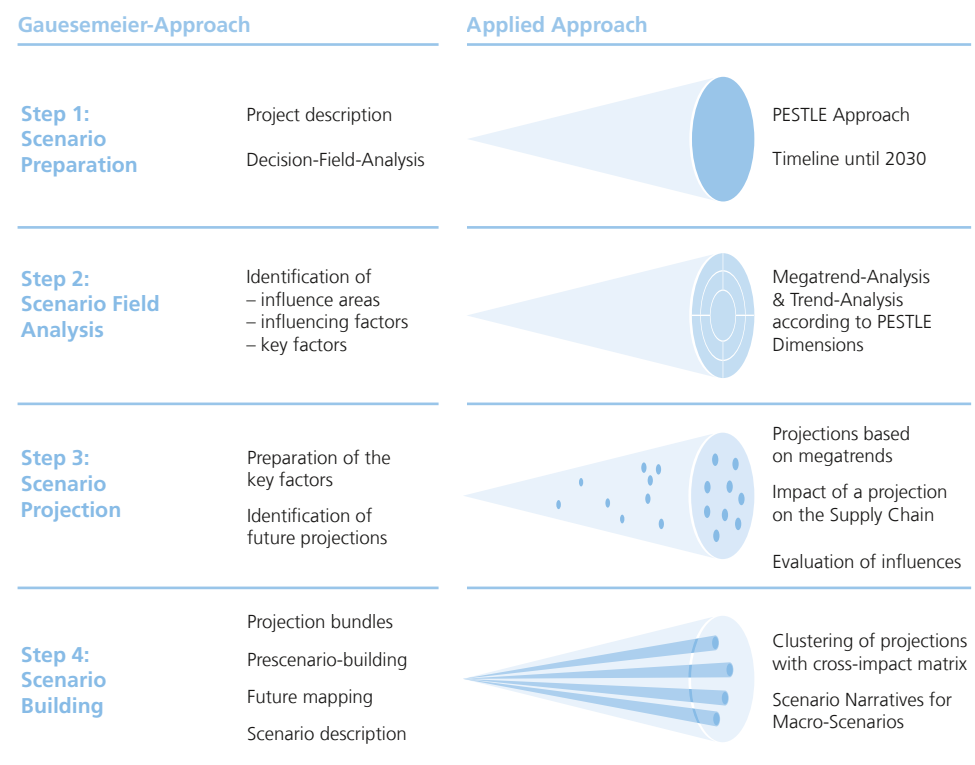 Gauesemeier-Approach
Applied Approach
Step 1:
Scenario
Preparation
Project description
Decision-Field-Analysis
PESTLE Approach
Timeline until 2030
Step 2:
Scenario Field
Analysis
Identification of
– influence areas
– influencing factors
– key factors
Megatrend-Analysis
& Trend-Analysis
according to PESTLE
Dimensions
Step 3:
Scenario
Projection
Preparation of the
key factors
Identification of
future projections
Projections based
on megatrends
Impact of a projection
on the Supply Chain
Evaluation of influences
Step 4:
Scenario
Building
Projection bundles
Prescenario-building
Future mapping
Scenario description
Clustering of projections
with cross-impact matrix
Scenario Narratives for
Macro-Scenarios